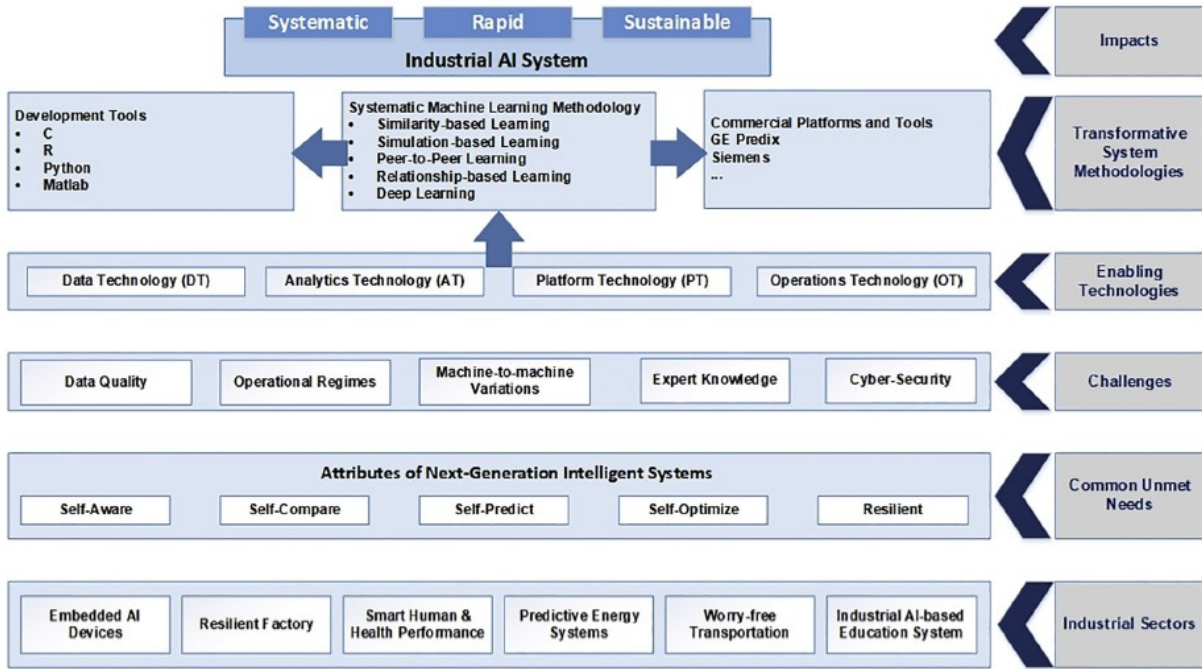 Systematic
Rapid
Sustainable
Industrial AI System
Impacts
Development Tools
• C
• R
• Python
• Matlab
Systematic Machine Learning Methodology
• Similarity-based Learning
• Simulation-based Learning
• Peer-to-Peer Learning
• Relationship-based Learning
• Deep Learning
Commercial Platforms and Tools
GE Predix
Siemens
...
Transformative
System
Methodologies
Data Technology (DT)
Analytics Technology (AT)
Platform Technology (PT)
Operations Technology (OT)
Enabling
Technologies
Data Quality
Operational Regimes
Machine-to-machine
Variations
Expert Knowledge
Cyber-Security
Challenges
Attributes of Next-Generation Intelligent Systems
Self-Aware
Self-Compare
Self-Predict
Self-Optimize
Resilient
Common Unmet
Needs
Embedded AI
Devices
Resilient Factory
Smart Human &
Health Performance
Predictive Energy
Systems
Worry-free
Transportation
Industrial AI-based
Education System
Industrial Sectors